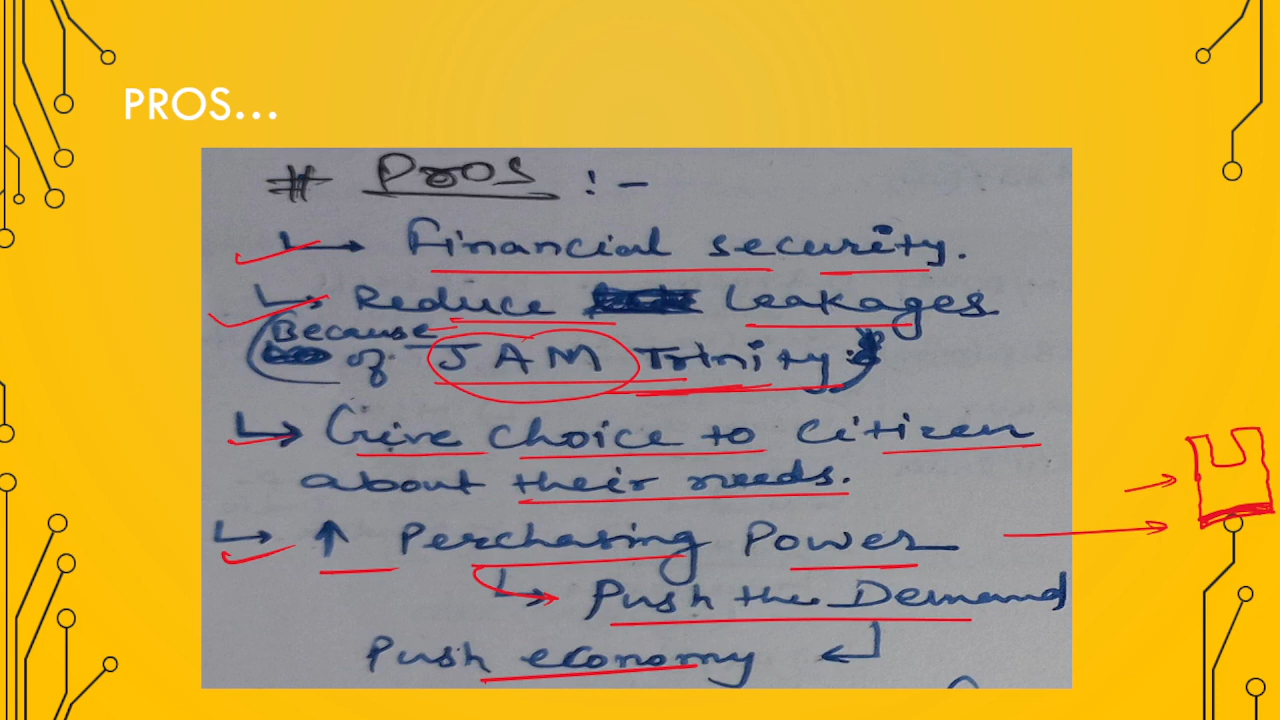 PROS...
# Pros :-
↳ Financial security.
↳ Reduce leakages
(Because
of JAM Trinity.)
↳ Give choice to citizen
about their needs.
↳ ↑ Perchasing Power
↳ Push the Demand
Push economy ↵